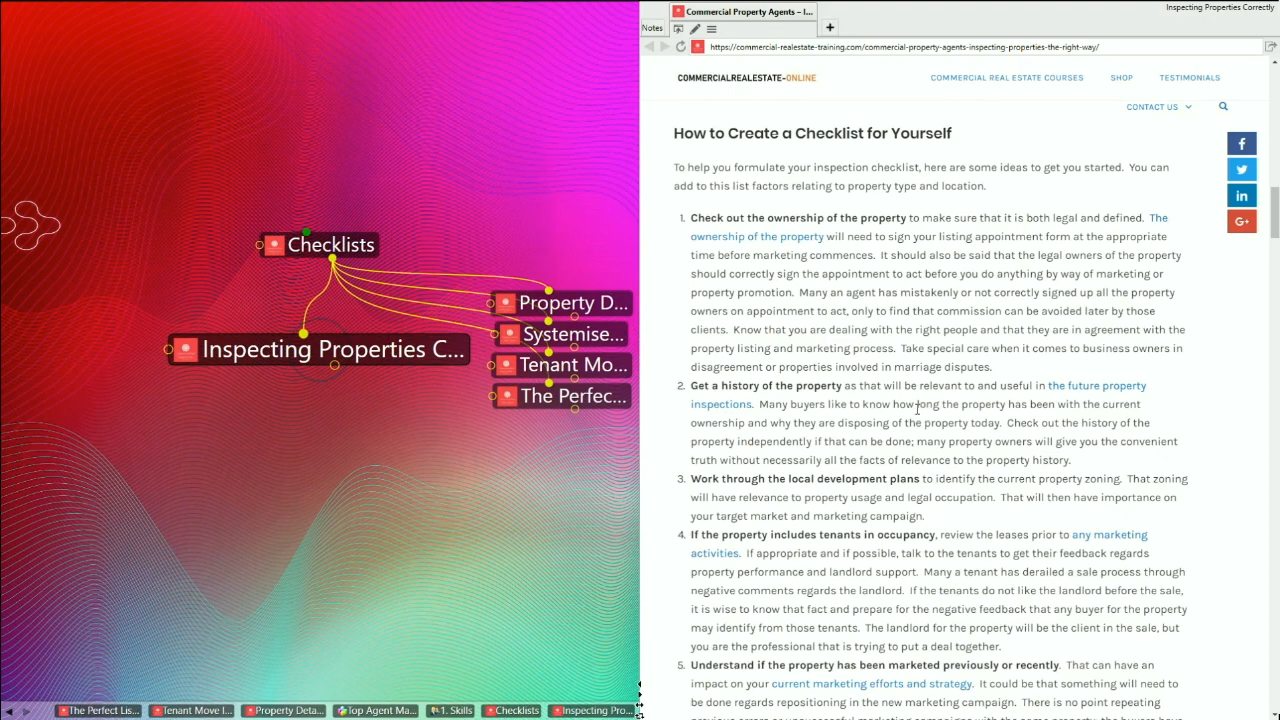 Checklists
Property D...
Systemise...
Inspecting Properties C...
Tenant Mo...
The Perfec...
The Perfect Lis...
Tenant Move I...
Property Deta...
Top Agent Ma...
1. Skills
Checklists
Inspecting Pro...
Commercial Property Agents – I...
Inspecting Properties Correctly
Notes
https://commercial-realestate-training.com/commercial-property-agents-inspecting-properties-the-right-way/
COMMERCIALREALESTATE-ONLINE
COMMERCIAL REAL ESTATE COURSES
SHOP
TESTIMONIALS
CONTACT US
How to Create a Checklist for Yourself
To help you formulate your inspection checklist, here are some ideas to get you started. You can
add to this list factors relating to property type and location.
1. Check out the ownership of the property to make sure that it is both legal and defined. The
ownership of the property will need to sign your listing appointment form at the appropriate
time before marketing commences. It should also be said that the legal owners of the property
should correctly sign the appointment to act before you do anything by way of marketing or
property promotion. Many an agent has mistakenly or not correctly signed up all the property
owners on appointment to act, only to find that commission can be avoided later by those
clients. Know that you are dealing with the right people and that they are in agreement with the
property listing and marketing process. Take special care when it comes to business owners in
disagreement or properties involved in marriage disputes.
2. Get a history of the property as that will be relevant to and useful in the future property
inspections. Many buyers like to know how long the property has been with the current
ownership and why they are disposing of the property today. Check out the history of the
property independently if that can be done; many property owners will give you the convenient
truth without necessarily all the facts of relevance to the property history.
3. Work through the local development plans to identify the current property zoning. That zoning
will have relevance to property usage and legal occupation. That will then have importance on
your target market and marketing campaign.
4. If the property includes tenants in occupancy, review the leases prior to any marketing
activities. If appropriate and if possible, talk to the tenants to get their feedback regards
property performance and landlord support. Many a tenant has derailed a sale process through
negative comments regards the landlord. If the tenants do not like the landlord before the sale,
it is wise to know that fact and prepare for the negative feedback that any buyer for the property
may identify from those tenants. The landlord for the property will be the client in the sale, but
you are the professional that is trying to put a deal together.
5. Understand if the property has been marketed previously or recently. That can have an
impact on your current marketing efforts and strategy. It could be that something will need to
be done regards repositioning in the new marketing campaign. There is no point repeating